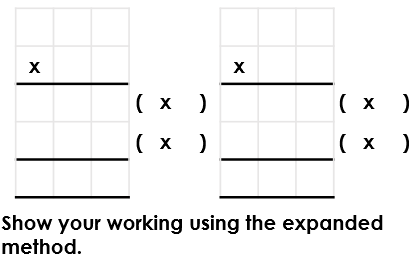 x x
( x ) ( x )
( x ) ( x )
Show your working using the expanded
method.